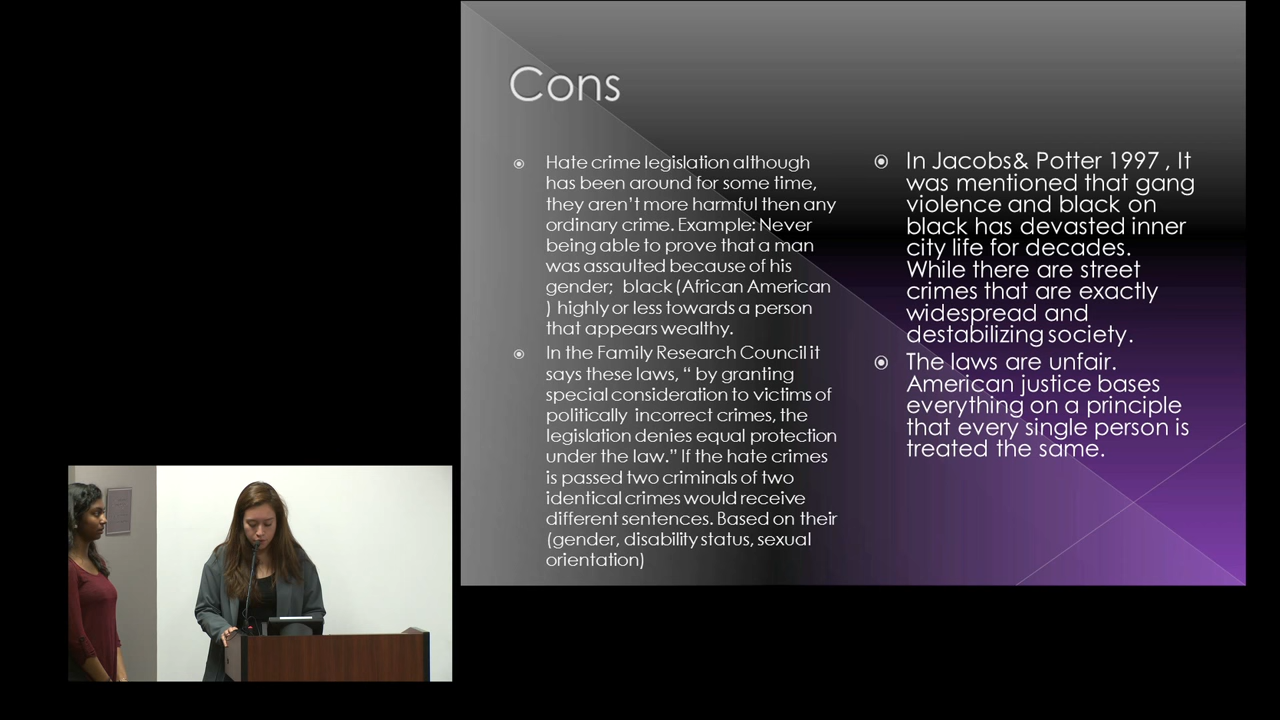 Cons
Hate crime legislation although
has been around for some time,
they aren't more harmful then any
ordinary crime. Example: Never
being able to prove that a man
was assaulted because of his
gender; black (African American
) highly or less towards a person
that appears wealthy.
In the Family Research Council it
says these laws, “ by granting
special consideration to victims of
politically incorrect crimes, the
legislation denies equal protection
under the law.” If the hate crimes
is passed two criminals of two
identical crimes would receive
different sentences. Based on their
(gender, disability status, sexual
orientation)
In Jacobs& Potter 1997 , It
was mentioned that gang
violence and black on
black has devasted inner
city life for decades.
While there are street
crimes that are exactly
widespread and
destabilizing society.
The laws are unfair.
American justice bases
everything on a principle
that every single person is
treated the same.